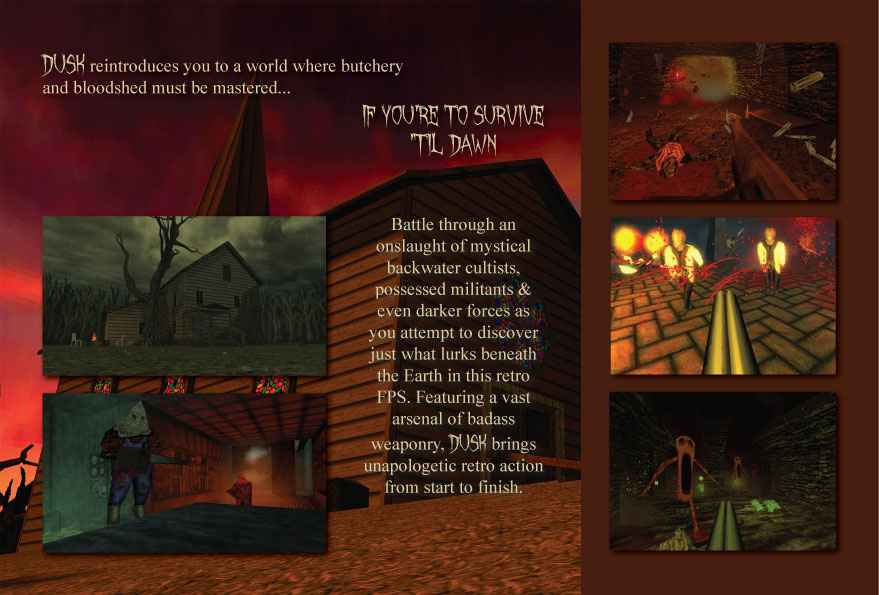 DUSK reintroduces you to a world where butchery
and bloodshed must be mastered...
IF YOU'RE TO SURVIVE
'TIL DAWN
Battle through an
onslaught of mystical
backwater cultists,
possessed militants &
even darker forces as
you attempt to discover
just what lurks beneath
the Earth in this retro
FPS. Featuring a vast
arsenal of badass
weaponry, DUSK brings
unapologetic retro action
from start to finish.